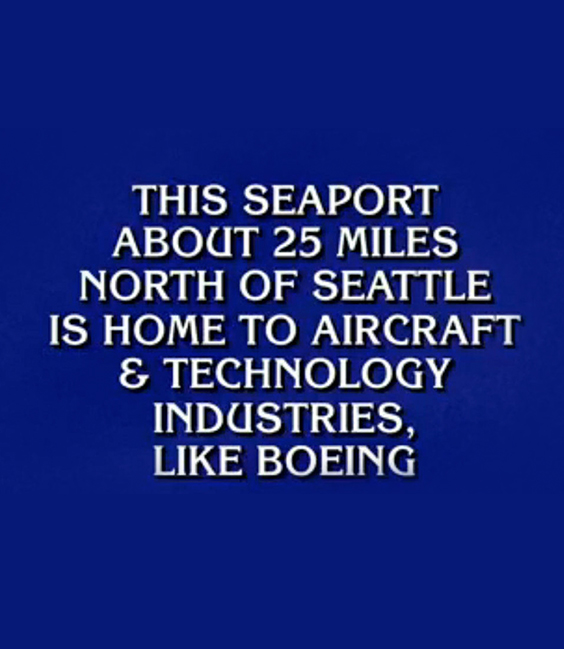 THIS SEAPORT
ABOUT 25 MILES
NORTH OF SEATTLE
IS HOME TO AIRCRAFT
& TECHNOLOGY
INDUSTRIES,
LIKE BOEING